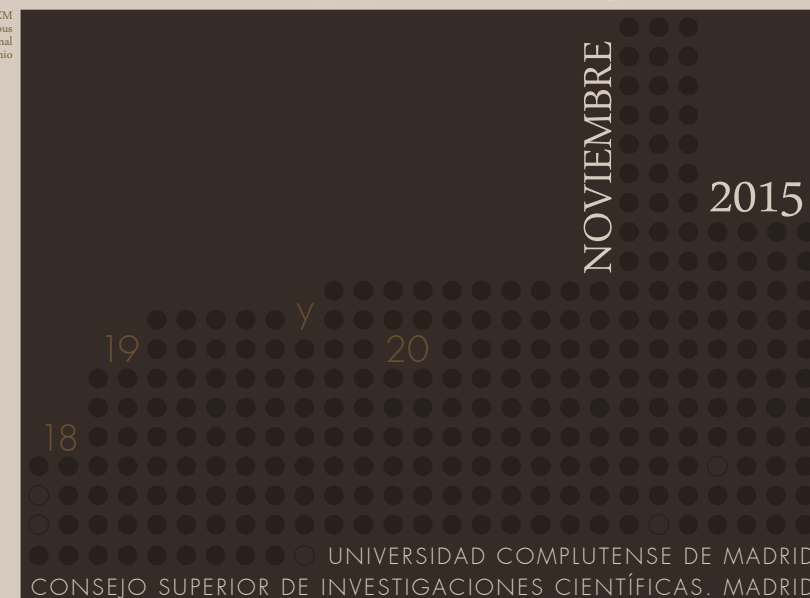 NOVIEMBRE
2015
18
19
y
20
UNIVERSIDAD COMPLUTENSE DE MADRID
CONSEJO SUPERIOR DE INVESTIGACIONES CIENTÍFICAS. MADRID